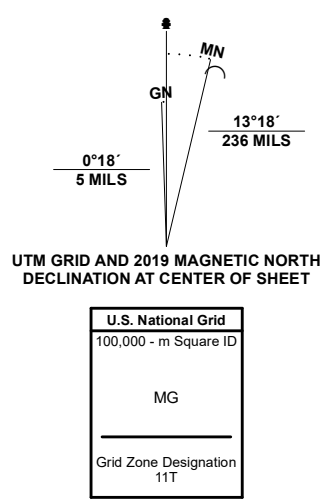 MN
GN
13°18´
236 MILS
0°18´
5 MILS
UTM GRID AND 2019 MAGNETIC NORTH
DECLINATION AT CENTER OF SHEET
U.S. National Grid
100,000 - m Square ID
MG
Grid Zone Designation
11T